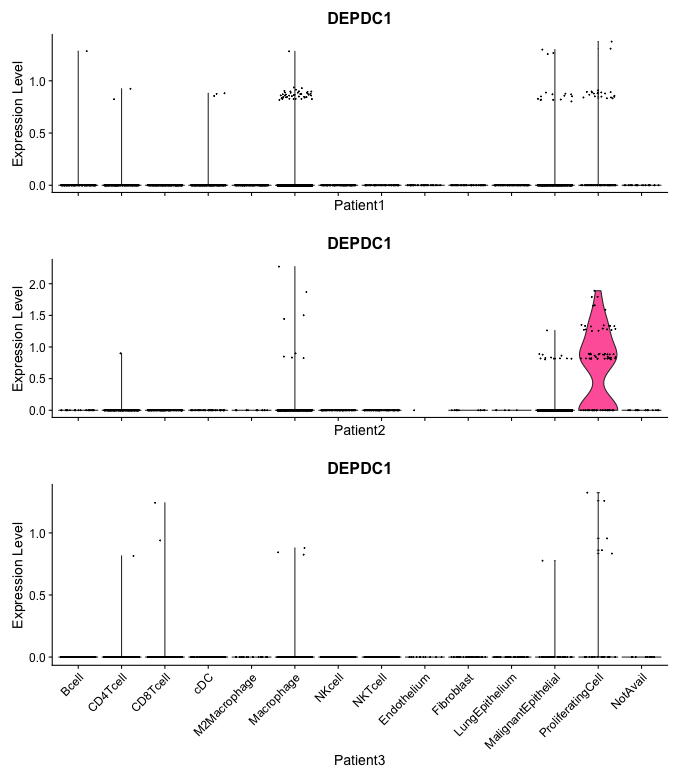 DEPDC1
Expression Level
1.0
0.5
0.0
Patient1
DEPDC1
Expression Level
2.0
1.5
1.0
0.5
0.0
Patient2
DEPDC1
Expression Level
1.0
0.5
0.0
Bcell
CD4Tcell
CD8Tcell
cDC
M2Macrophage
Macrophage
NKcell
NKTcell
Endothelium
Fibroblast
LungEpithelium
MalignantEpithelial
ProliferatingCell
NotAvail
Patient3